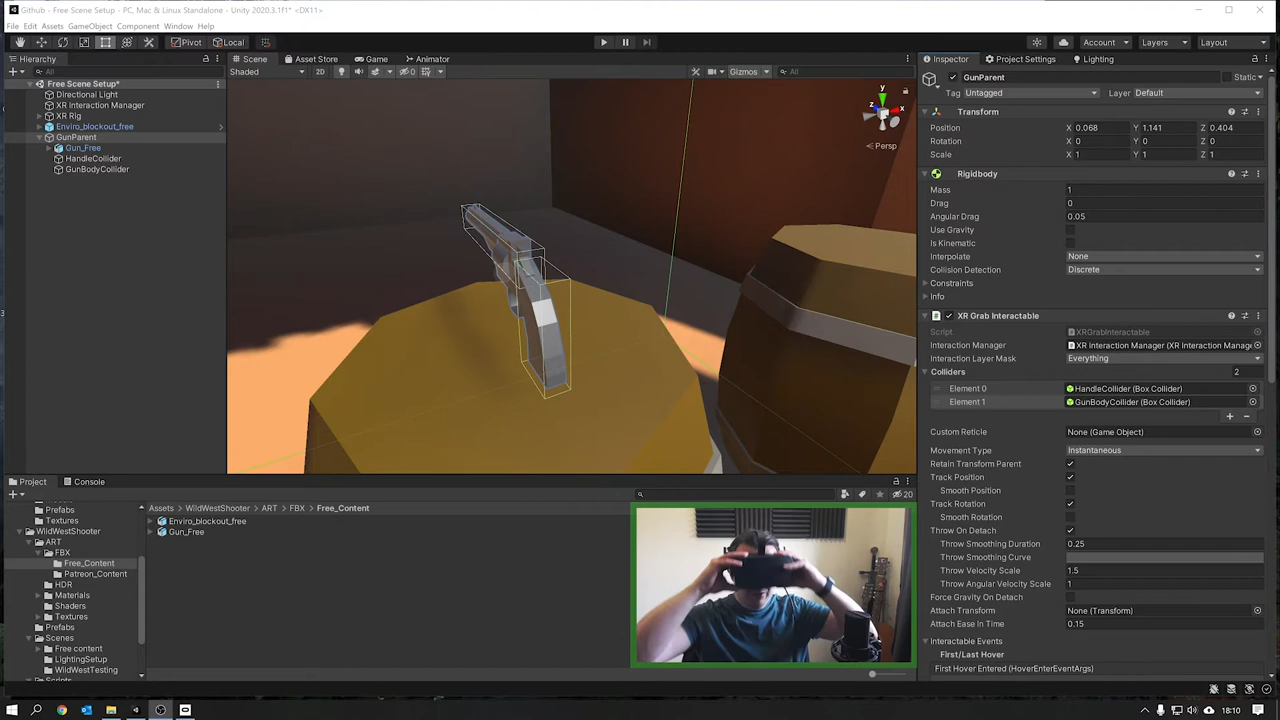 Github - Free Scene Setup - PC, Mac & Linux Standalone - Unity 2020.3.1f1* <DX11>
File Edit Assets GameObject Component Window Help
Pivot Local Account Layers Layout
Hierarchy
All
Free Scene Setup*
Directional Light
XR Interaction Manager
XR Rig
Enviro_blockout_free
GunParent
Gun_Free
HandleCollider
GunBodyCollider
Scene Asset Store Game Animator
Shaded 2D 0 Gizmos All
y
x
z
Persp
Inspector Project Settings Lighting
GunParent Static
Tag Untagged Layer Default
Transform
Position X 0.068 Y 1.141 Z 0.404
Rotation X 0 Y 0 Z 0
Scale X 1 Y 1 Z 1
Rigidbody
Mass 1
Drag 0
Angular Drag 0.05
Use Gravity
Is Kinematic
Interpolate None
Collision Detection Discrete
Constraints
Info
XR Grab Interactable
Script XRGrabInteractable
Interaction Manager XR Interaction Manager (XR Interaction Manage
Interaction Layer Mask Everything
Colliders 2
Element 0 HandleCollider (Box Collider)
Element 1 GunBodyCollider (Box Collider)
Custom Reticle None (Game Object)
Movement Type Instantaneous
Retain Transform Parent
Track Position
Smooth Position
Track Rotation
Smooth Rotation
Throw On Detach
Throw Smoothing Duration 0.25
Throw Smoothing Curve
Throw Velocity Scale 1.5
Throw Angular Velocity Scale 1
Force Gravity On Detach
Attach Transform None (Transform)
Attach Ease In Time 0.15
Interactable Events
First/Last Hover
First Hover Entered (HoverEnterEventArgs)
Project Console
20
Prefabs
Textures
WildWestShooter
ART
FBX
Free_Content
Patreon_Content
HDR
Materials
Shaders
Textures
Prefabs
Scenes
Free content
LightingSetup
WildWestTesting
Scripts
Assets > WildWestShooter > ART > FBX > Free_Content
Enviro_blockout_free
Gun_Free
18:10